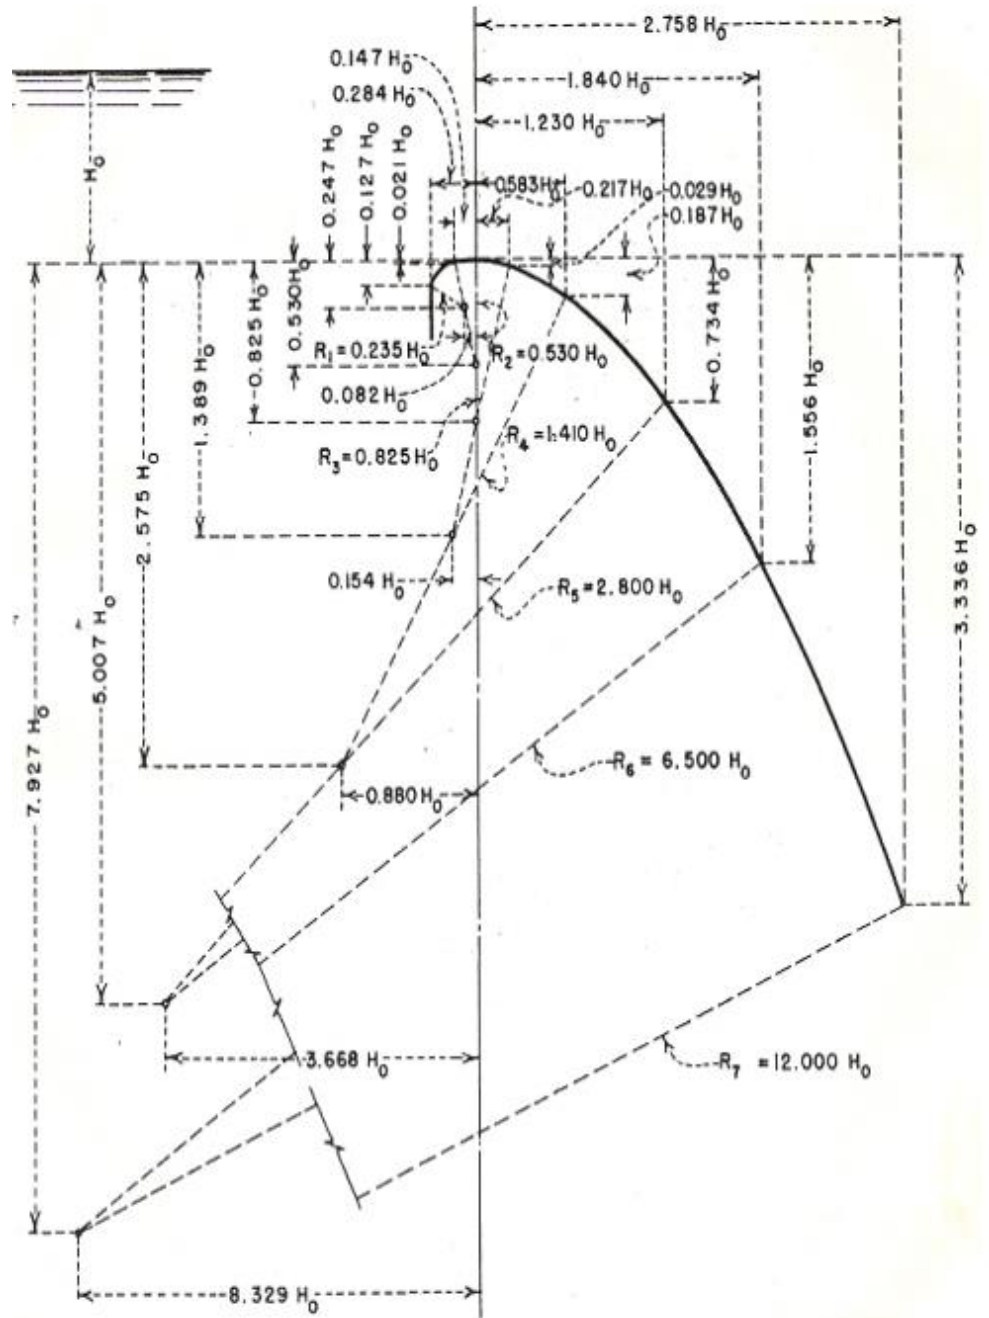 2.758 H₀
0.147 H₀
0.284 H₀
1.840 H₀
1.230 H₀
H₀
0.247 H₀
0.127 H₀
0.021 H₀
0.583 H₀
0.217 H₀
0.029 H₀
0.187 H₀
0.530 H₀
0.825 H₀
1.389 H₀
2.575 H₀
5.007 H₀
7.927 H₀
R₁ = 0.235 H₀
R₂ = 0.530 H₀
0.082 H₀
R₃ = 0.825 H₀
R₄ = 1.410 H₀
0.734 H₀
1.556 H₀
3.336 H₀
0.154 H₀
R₅ = 2.800 H₀
R₆ = 6.500 H₀
0.880 H₀
3.668 H₀
R₇ = 12.000 H₀
8.329 H₀